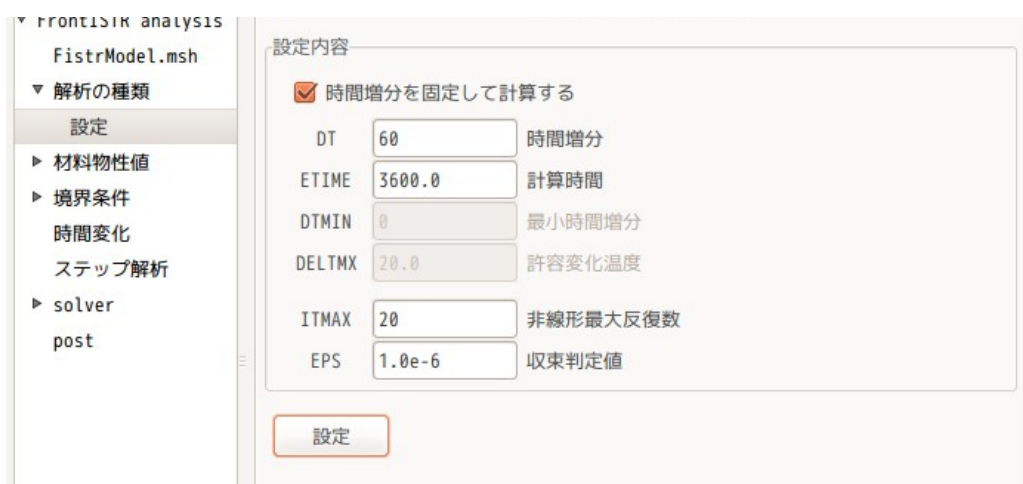 FrontISTR analysis
FistrModel.msh
解析の種類
設定
材料物性値
境界条件
時間変化
ステップ解析
solver
post
設定内容
時間増分を固定して計算する
DT 60 時間増分
ETIME 3600.0 計算時間
DTMIN 0 最小時間増分
DELTMX 20.0 許容変化温度
ITMAX 20 非線形最大反復数
EPS 1.0e-6 収束判定値
設定